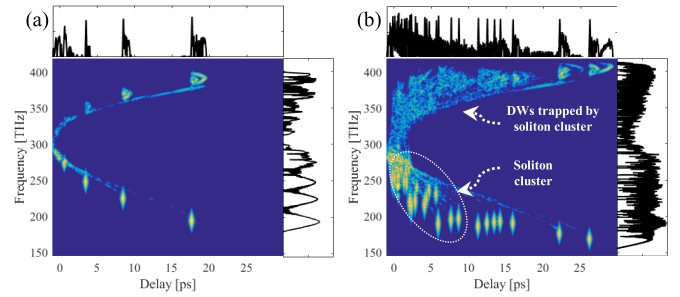 (a)
(b)
400
350
300
250
200
150
Frequency [THz]
0
5
10
15
20
25
Delay [ps]
400
350
300
250
200
150
Frequency [THz]
DWs trapped by
soliton cluster
Soliton
cluster
0
5
10
15
20
25
Delay [ps]